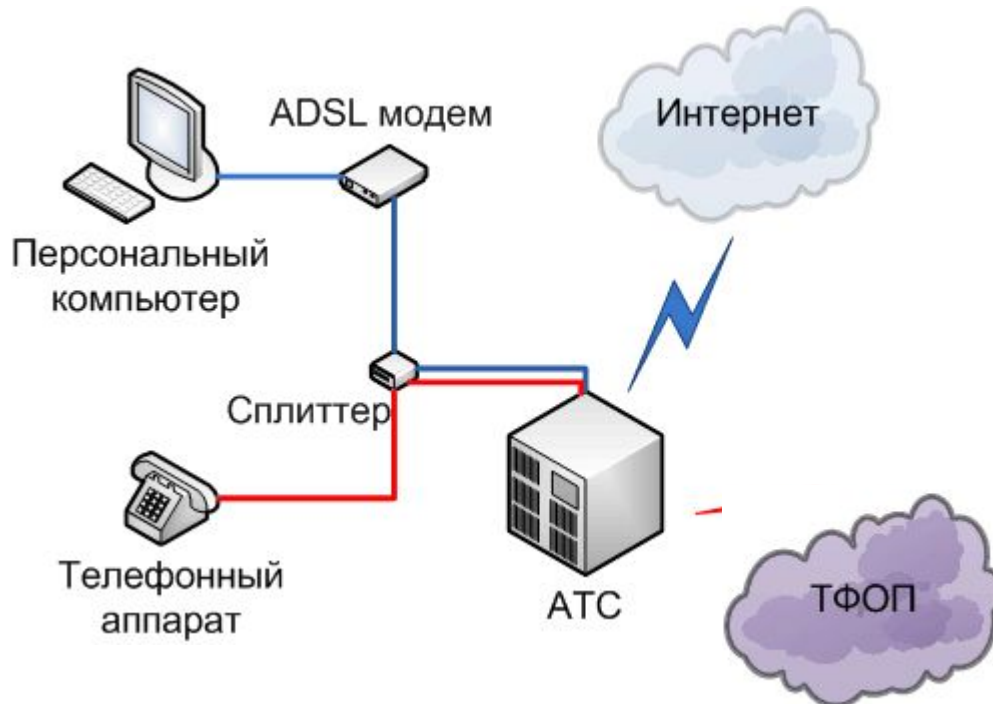 ADSL модем
Интернет
Персональный
компьютер
Сплиттер
Телефонный
аппарат
АТС
ТФОП